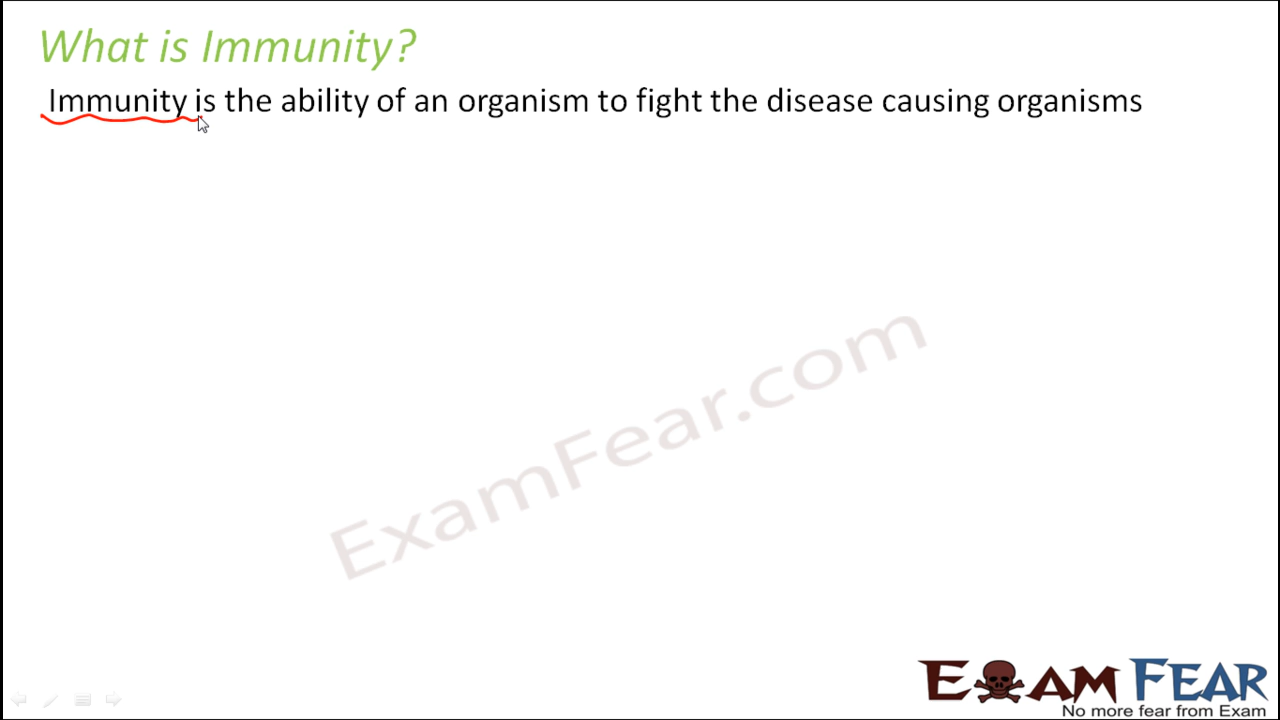 What is Immunity?
Immunity is the ability of an organism to fight the disease causing organisms
ExamFear.com
EXAM FEAR
No more fear from Exam